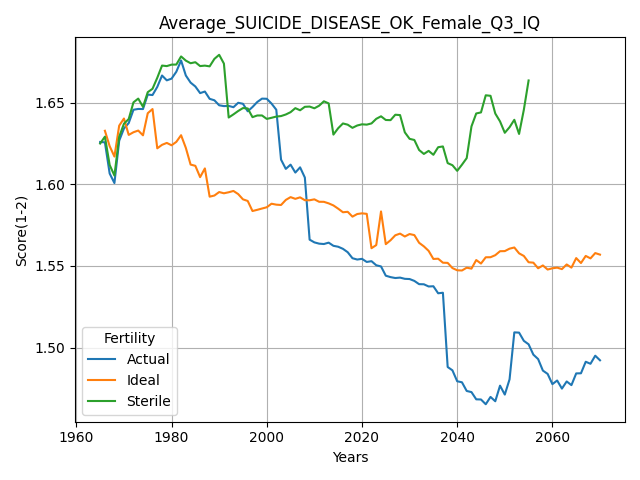 Average_SUICIDE_DISEASE_OK_Female_Q3_IQ
Score(1-2)
1.65
1.60
1.55
1.50
Fertility
Actual
Ideal
Sterile
1960
1980
2000
2020
2040
2060
Years